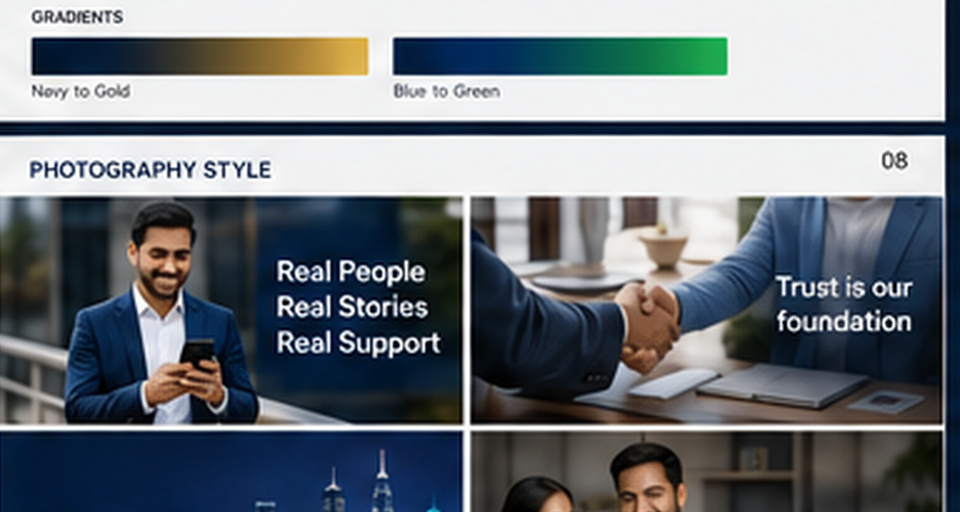 GRADIENTS
Navy to Gold
Blue to Green
PHOTOGRAPHY STYLE
08
Real People
Real Stories
Real Support
Trust is our
foundation